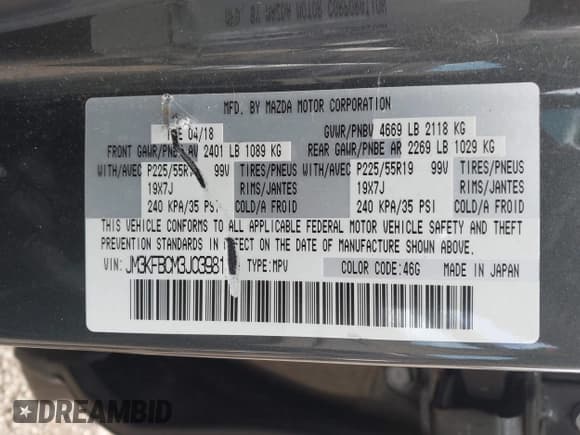 MFD. BY MAZDA MOTOR CORPORATION
04/18 GVWR/PNBV 4669 LB 2118 KG
FRONT GAWR/PNBE AV 2401 LB 1089 KG REAR GAWR/PNBE AR 2269 LB 1029 KG
WITH/AVEC P225/55R19 99V TIRES/PNEUS WITH/AVEC P225/55R19 99V TIRES/PNEUS
19X7J RIMS/JANTES 19X7J RIMS/JANTES
240 KPA/35 PSI COLD/A FROID 240 KPA/35 PSI COLD/A FROID
THIS VEHICLE CONFORMS TO ALL APPLICABLE FEDERAL MOTOR VEHICLE SAFETY AND THEFT
PREVENTION STANDARDS IN EFFECT ON THE DATE OF MANUFACTURE SHOWN ABOVE.
VIN: TYPE:MPV COLOR CODE:46G MADE IN JAPAN
DREAMBID